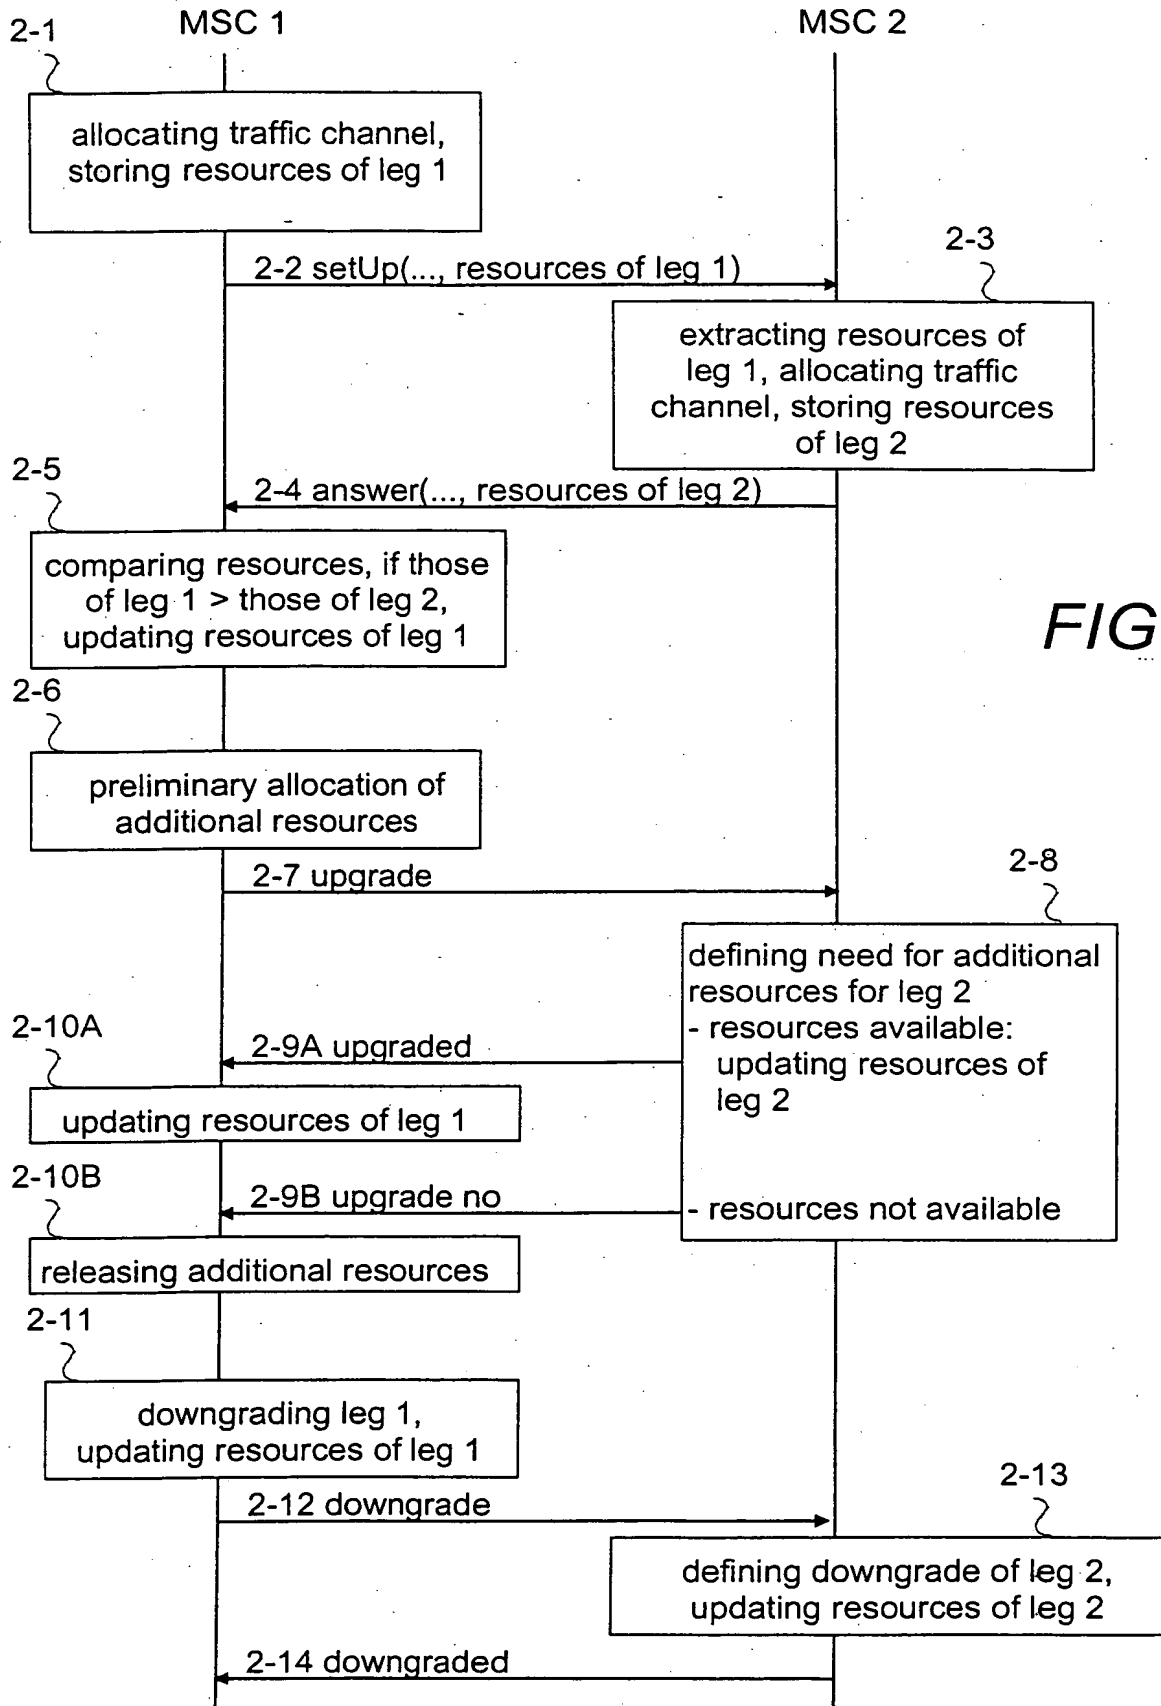 MSC 1
MSC 2
2-1
allocating traffic channel,
storing resources of leg 1
2-2 setUp(..., resources of leg 1)
2-3
extracting resources of
leg 1, allocating traffic
channel, storing resources
of leg 2
2-4 answer(..., resources of leg 2)
2-5
comparing resources, if those
of leg 1 > those of leg 2,
updating resources of leg 1
FIG
2-6
preliminary allocation of
additional resources
2-7 upgrade
2-8
defining need for additional
resources for leg 2
- resources available:
updating resources of
leg 2
- resources not available
2-9A upgraded
2-10A
updating resources of leg 1
2-9B upgrade no
2-10B
releasing additional resources
2-11
downgrading leg 1,
updating resources of leg 1
2-12 downgrade
2-13
defining downgrade of leg 2,
updating resources of leg 2
2-14 downgraded